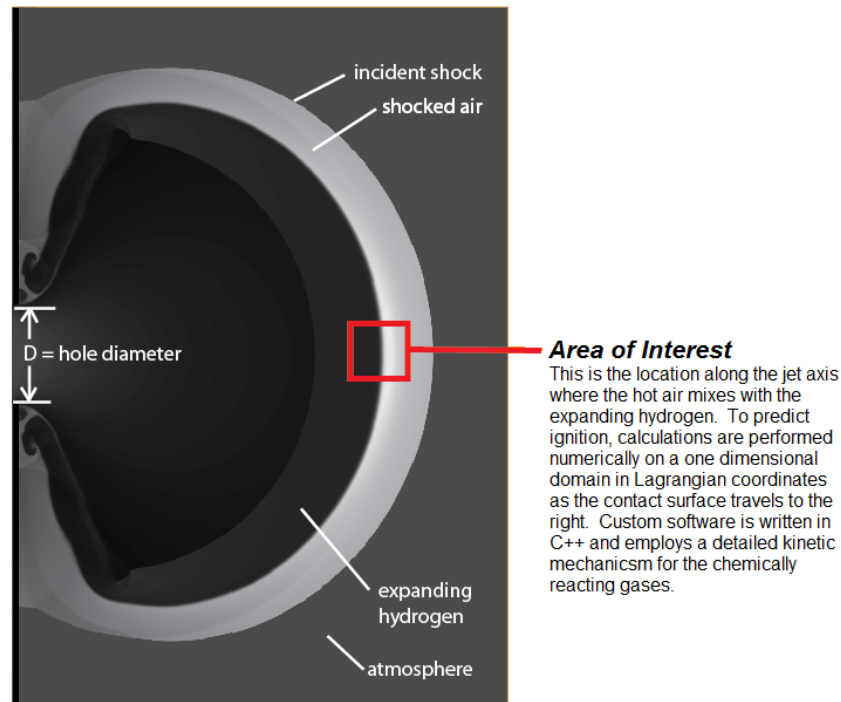 incident shock
shocked air
D = hole diameter
Area of Interest
This is the location along the jet axis
where the hot air mixes with the
expanding hydrogen. To predict
ignition, calculations are performed
numerically on a one dimensional
domain in Lagrangian coordinates
as the contact surface travels to the
right. Custom software is written in
C++ and employs a detailed kinetic
mechanicsm for the chemically
reacting gases.
expanding
hydrogen
atmosphere